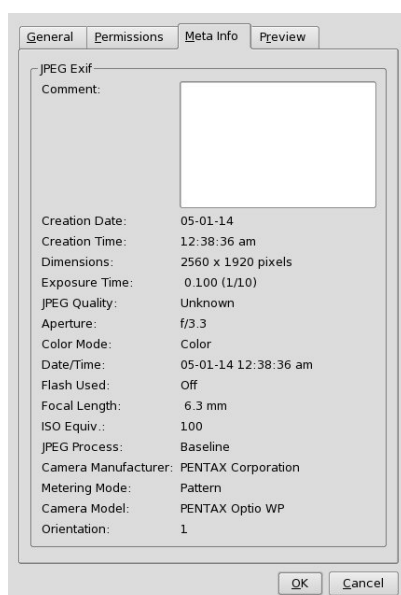 General Permissions Meta Info Preview
JPEG Exif
Comment:
Creation Date: 05-01-14
Creation Time: 12:38:36 am
Dimensions: 2560 x 1920 pixels
Exposure Time: 0.100 (1/10)
JPEG Quality: Unknown
Aperture: f/3.3
Color Mode: Color
Date/Time: 05-01-14 12:38:36 am
Flash Used: Off
Focal Length: 6.3 mm
ISO Equiv.: 100
JPEG Process: Baseline
Camera Manufacturer: PENTAX Corporation
Metering Mode: Pattern
Camera Model: PENTAX Optio WP
Orientation: 1
OK Cancel